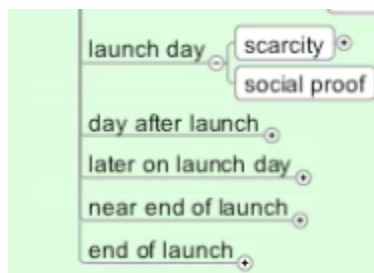 launch day
scarcity
social proof
day after launch
later on launch day
near end of launch
end of launch